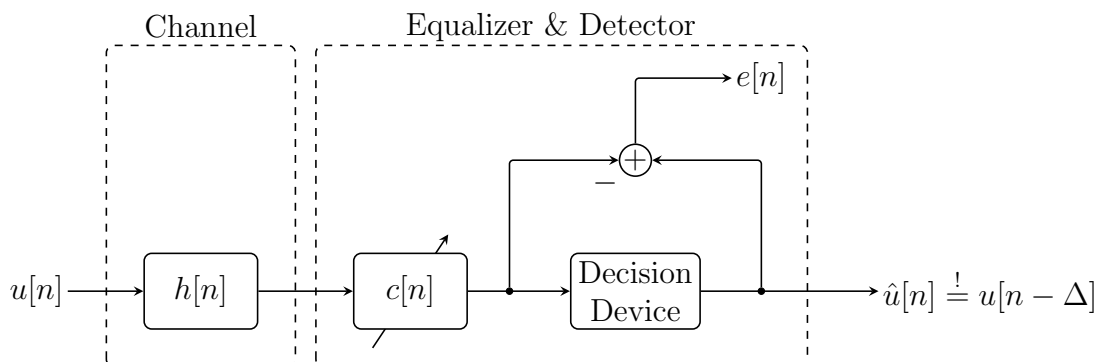 Channel
Equalizer & Detector
e[n]
+
−
u[n]
h[n]
c[n]
Decision
Device
û[n] =! u[n − Δ]